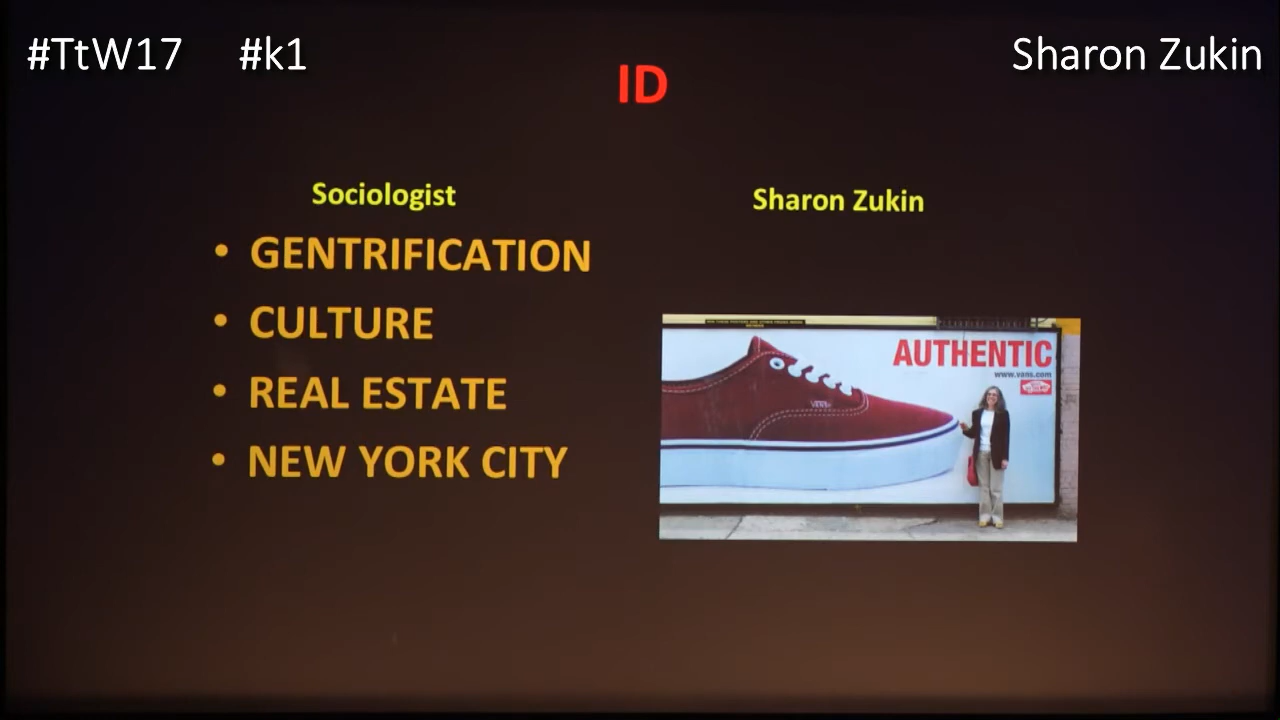 #TtW17 #k1
Sharon Zukin
ID
Sociologist
• GENTRIFICATION
• CULTURE
• REAL ESTATE
• NEW YORK CITY
Sharon Zukin
AUTHENTIC
www.vans.com
VANS